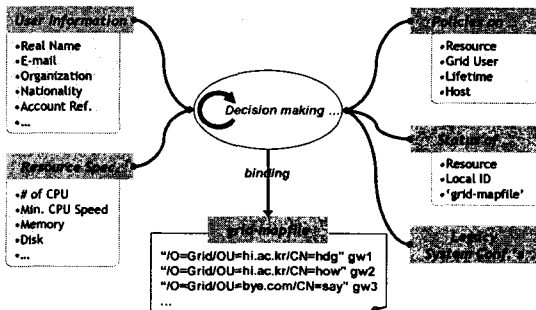 User Information
•Real Name
•E-mail
•Organization
•Nationality
•Account Ref.
•...
Resource Spec.
•# of CPU
•Min. CPU Speed
•Memory
•Disk
•...
Decision making ...
binding
grid-mapfile
"/O=Grid/OU=hi.ac.kr/CN=hdg" gw1
"/O=Grid/OU=hi.ac.kr/CN=how" gw2
"/O=Grid/OU=bye.com/CN=say" gw3
...
Policies on
•Resource
•Grid User
•Lifetime
•Host
Status of
•Resource
•Local ID
•'grid-mapfile'
Legacy
System Conf.